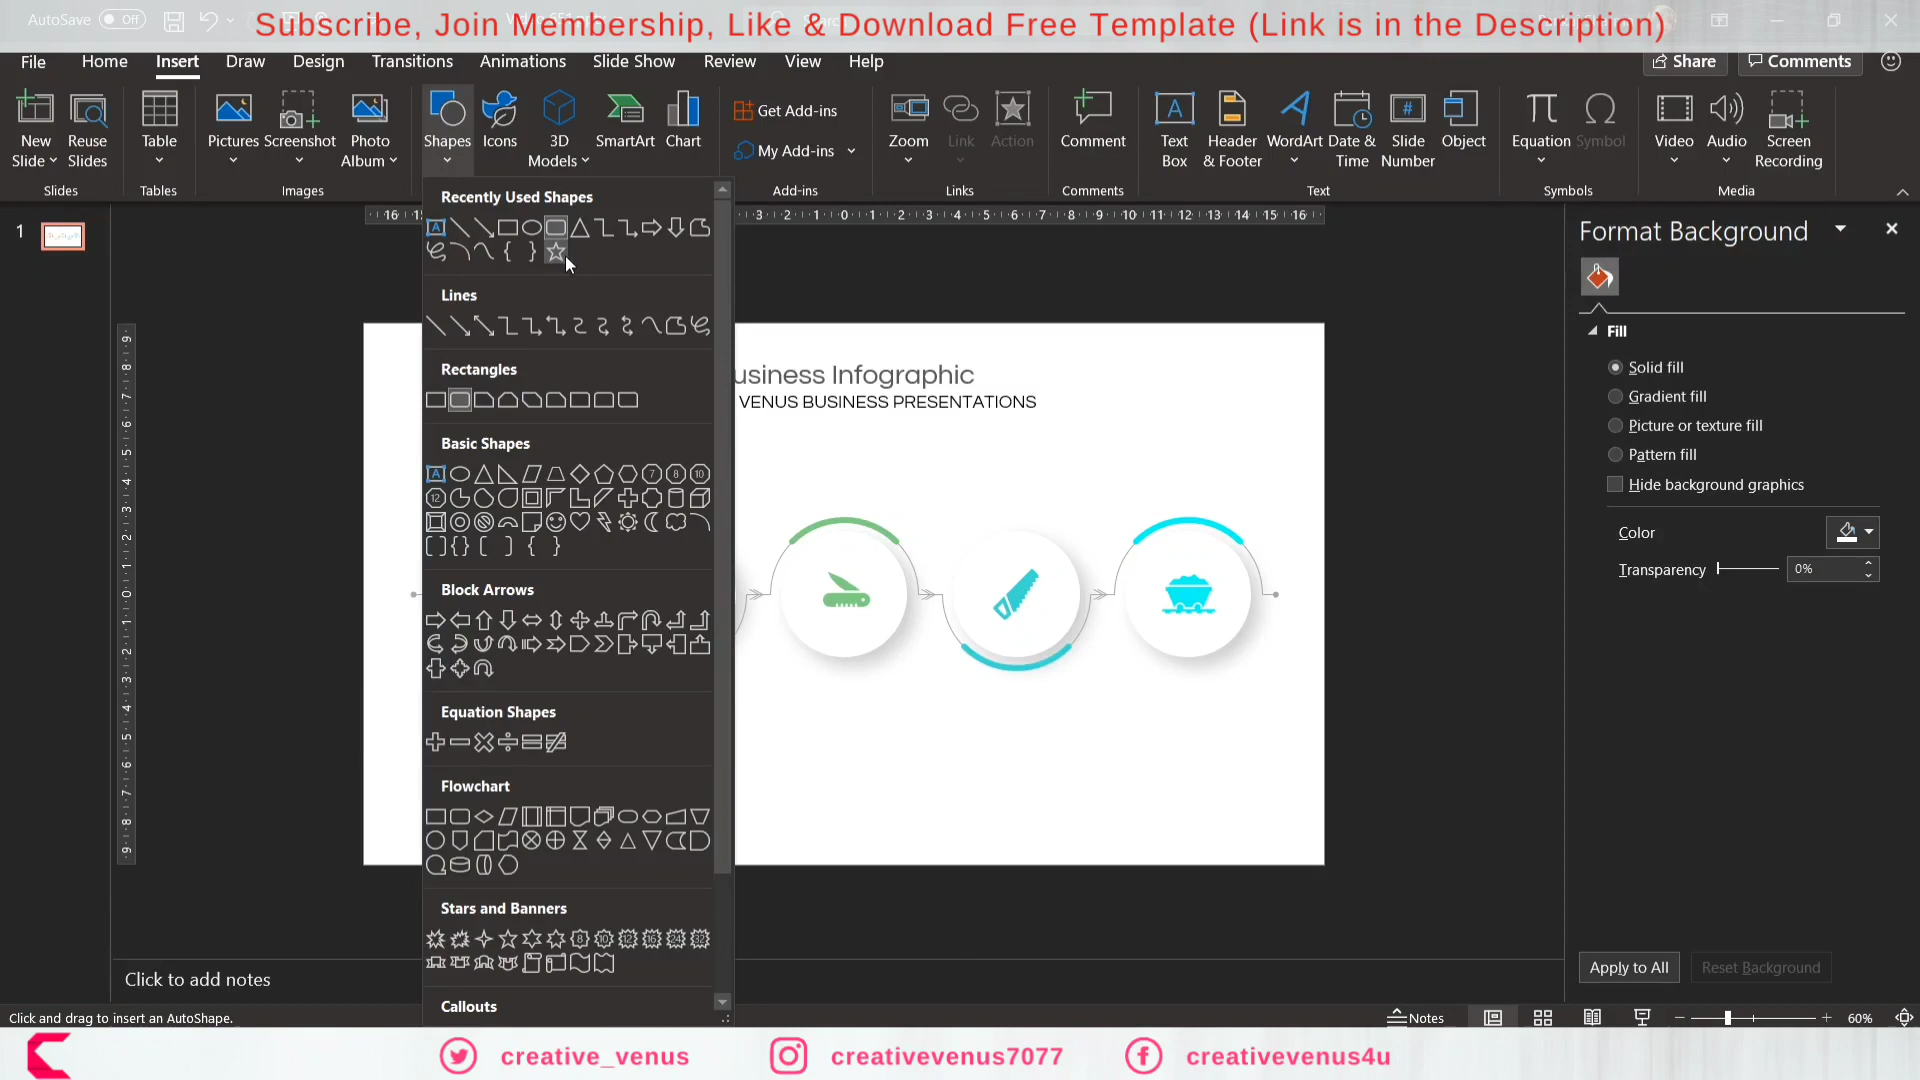 AutoSave Off
Subscribe, Join Membership, Like & Download Free Template (Link is in the Description)
File Home Insert Draw Design Transitions Animations Slide Show Review View Help
Share Comments
New Slide
Reuse Slides
Table
Pictures
Screenshot
Photo Album
Shapes
Icons
3D Models
SmartArt
Chart
Get Add-ins
My Add-ins
Zoom
Link
Action
Comment
Text Box
Header & Footer
WordArt
Date & Time
Slide Number
Object
Equation
Symbol
Video
Audio
Screen Recording
Slides Tables Images Add-ins Links Comments Text Symbols Media
1
Recently Used Shapes
Lines
Rectangles
Basic Shapes
Block Arrows
Equation Shapes
Flowchart
Stars and Banners
Callouts
usiness Infographic
VENUS BUSINESS PRESENTATIONS
Format Background
Fill
Solid fill
Gradient fill
Picture or texture fill
Pattern fill
Hide background graphics
Color
Transparency 0%
Apply to All Reset Background
Click to add notes
Click and drag to insert an AutoShape.
Notes
60%
creative_venus creativevenus7077 creativevenus4u